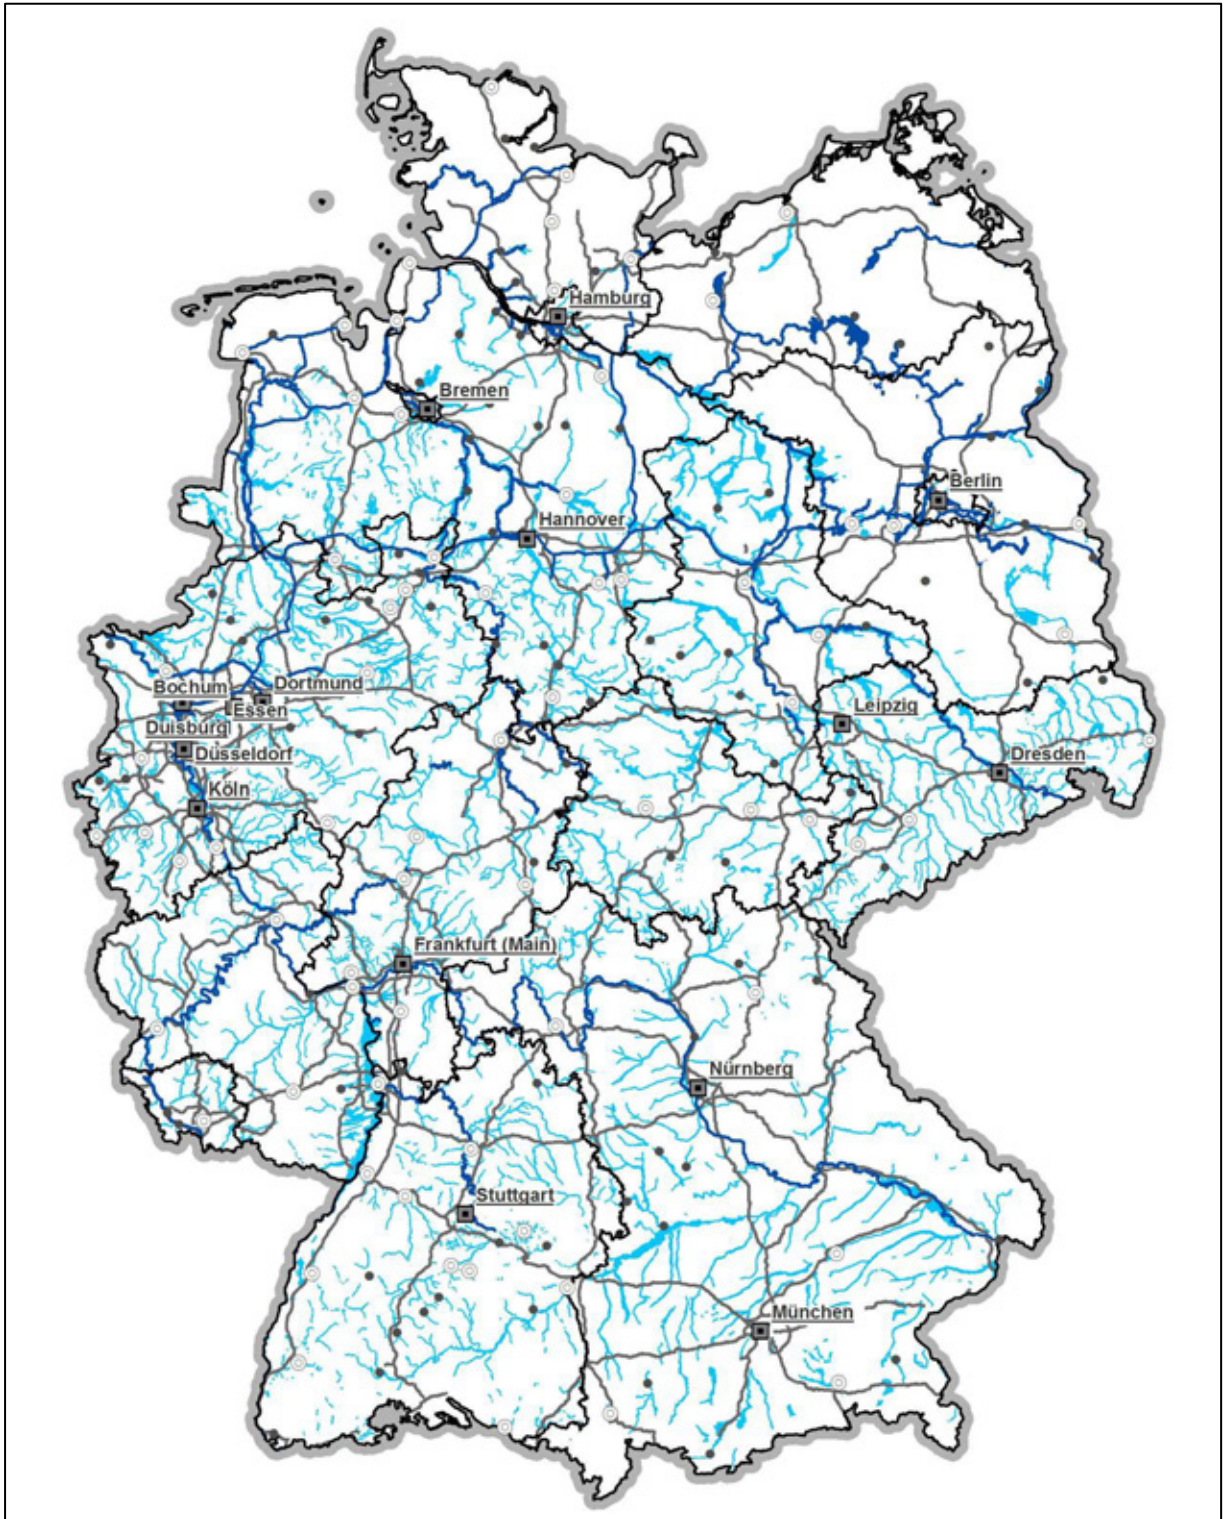 Hamburg
Bremen
Berlin
Hannover
Bochum
Dortmund
Essen
Duisburg
Düsseldorf
Leipzig
Dresden
Köln
Frankfurt (Main)
Nürnberg
Stuttgart
München